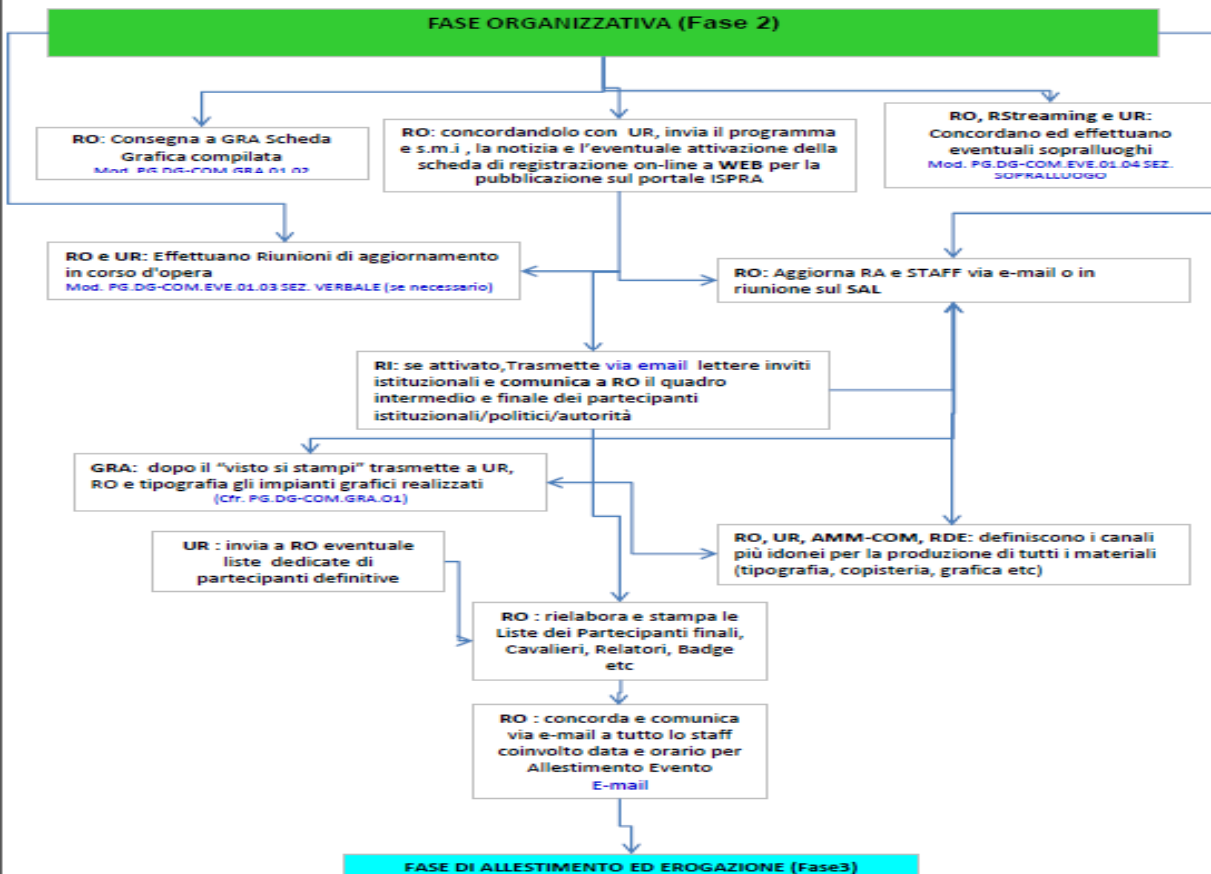 FASE ORGANIZZATIVA (Fase 2)
RO: Consegna a GRA Scheda
Grafica compilata
Mod. PG.DG-COM.GRA.01.02
RO: concordandolo con UR, invia il programma
e s.m.i , la notizia e l'eventuale attivazione della
scheda di registrazione on-line a WEB per la
pubblicazione sul portale ISPRA
RO, RStreaming e UR:
Concordano ed effettuano
eventuali sopralluoghi
Mod. PG.DG-COM.EVE.01.04 SEZ.
SOPRALLUOGO
RO e UR: Effettuano Riunioni di aggiornamento
in corso d'opera
Mod. PG.DG-COM.EVE.01.03 SEZ. VERBALE (se necessario)
RO: Aggiorna RA e STAFF via e-mail o in
riunione sul SAL
RI: se attivato,Trasmette via email lettere inviti
istituzionali e comunica a RO il quadro
intermedio e finale dei partecipanti
istituzionali/politici/autorità
GRA: dopo il "visto si stampi" trasmette a UR,
RO e tipografia gli impianti grafici realizzati
(Cfr. PG.DG-COM.GRA.O1)
UR : invia a RO eventuale
liste dedicate di
partecipanti definitive
RO, UR, AMM-COM, RDE: definiscono i canali
più idonei per la produzione di tutti i materiali
(tipografia, copisteria, grafica etc)
RO : rielabora e stampa le
Liste dei Partecipanti finali,
Cavalieri, Relatori, Badge
etc
RO : concorda e comunica
via e-mail a tutto lo staff
coinvolto data e orario per
Allestimento Evento
E-mail
FASE DI ALLESTIMENTO ED EROGAZIONE (Fase3)